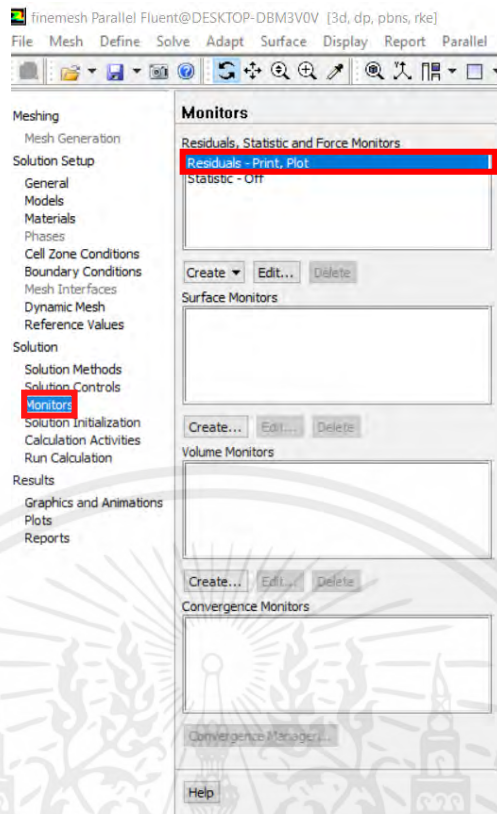 finemesh Parallel Fluent@DESKTOP-DBM3V0V [3d, dp, pbns, rke]
File Mesh Define Solve Adapt Surface Display Report Parallel
Meshing
Mesh Generation
Solution Setup
General
Models
Materials
Phases
Cell Zone Conditions
Boundary Conditions
Mesh Interfaces
Dynamic Mesh
Reference Values
Solution
Solution Methods
Solution Controls
Monitors
Solution Initialization
Calculation Activities
Run Calculation
Results
Graphics and Animations
Plots
Reports
Monitors
Residuals, Statistic and Force Monitors
Residuals - Print, Plot
Statistic - Off
Create Edit... Delete
Surface Monitors
Create... Edit... Delete
Volume Monitors
Create... Edit... Delete
Convergence Monitors
Convergence Manager...
Help